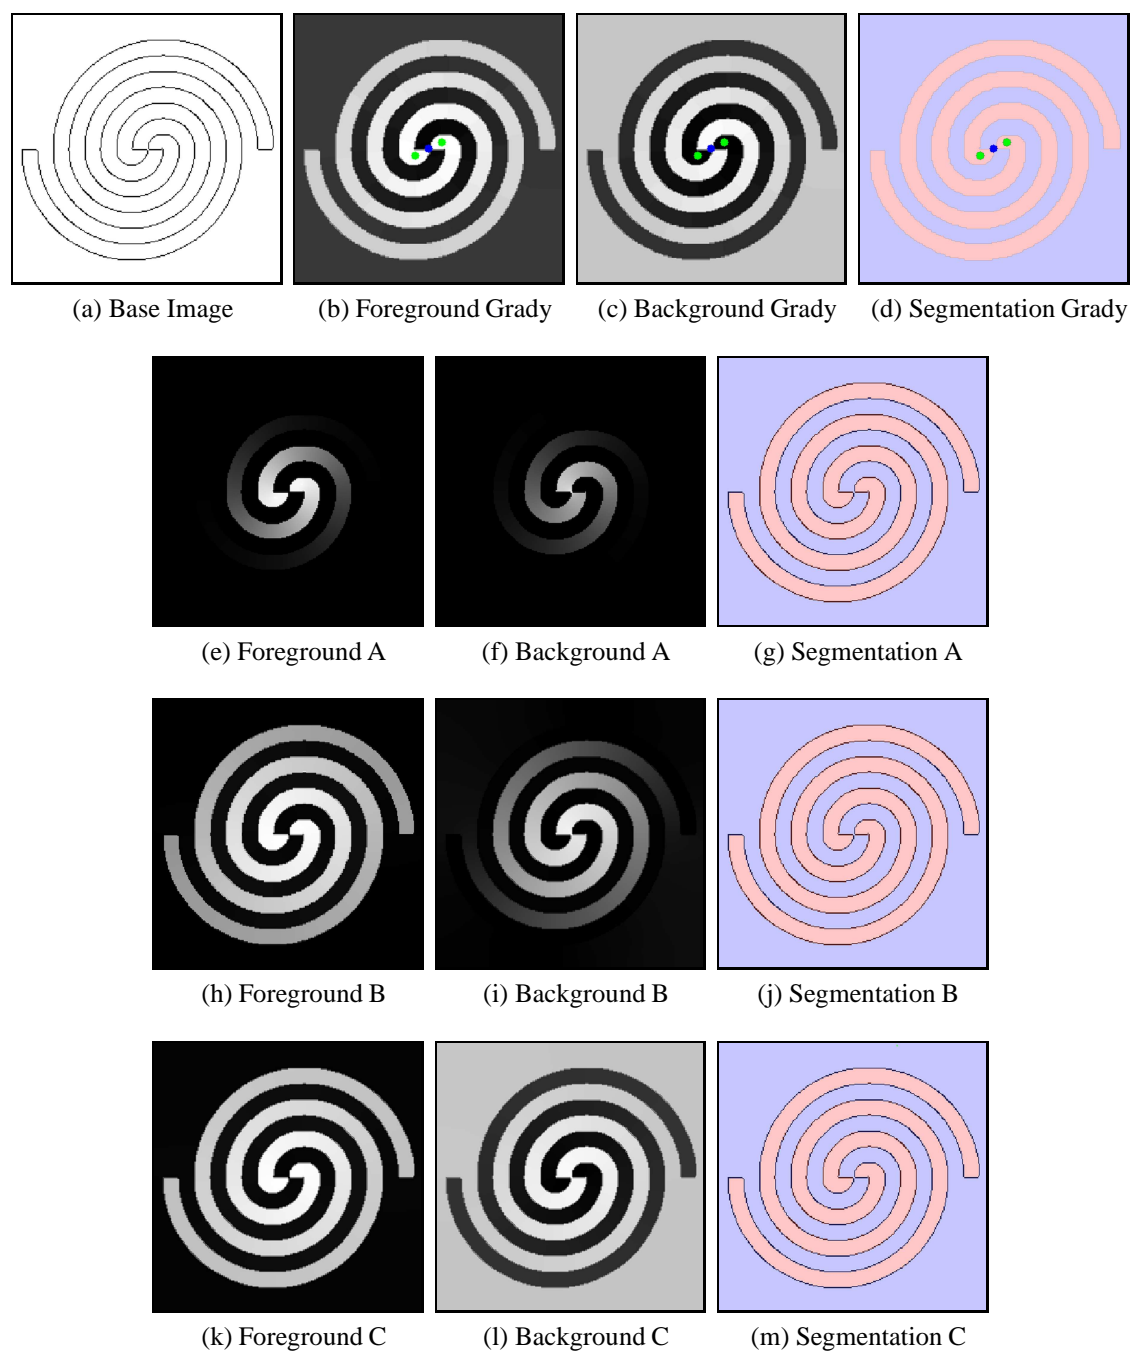 (a) Base Image
(b) Foreground Grady
(c) Background Grady
(d) Segmentation Grady
(e) Foreground A
(f) Background A
(g) Segmentation A
(h) Foreground B
(i) Background B
(j) Segmentation B
(k) Foreground C
(l) Background C
(m) Segmentation C